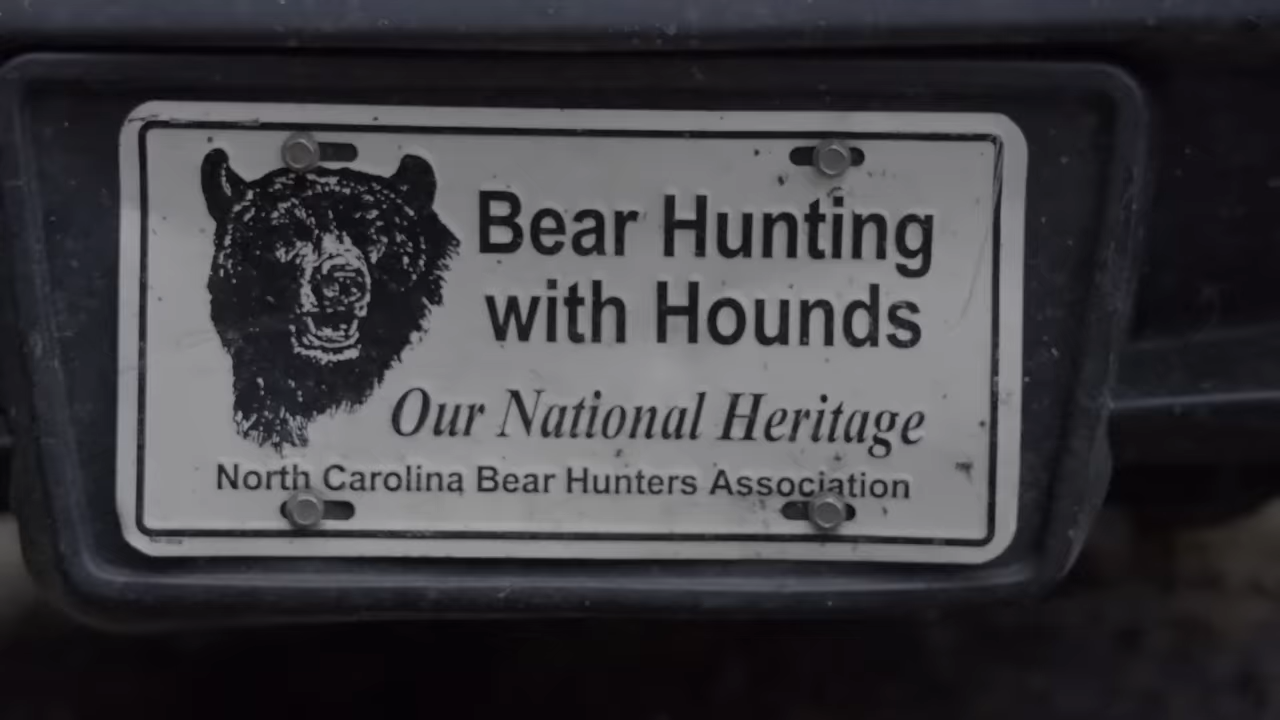 Bear Hunting
with Hounds
Our National Heritage
North Carolina Bear Hunters Association